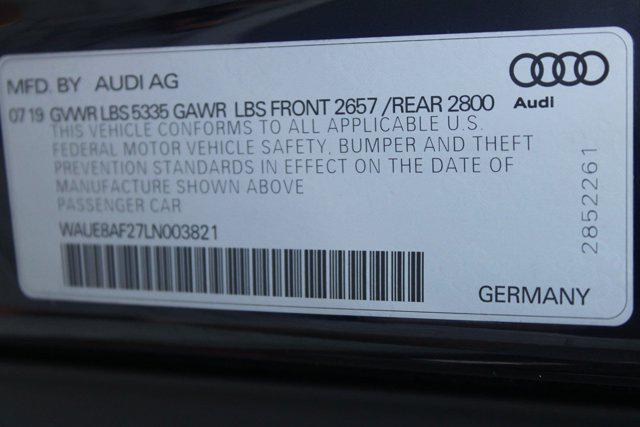 MFD. BY AUDI AG
Audi
07 19 GVWR LBS 5335 GAWR LBS FRONT 2657 /REAR 2800
THIS VEHICLE CONFORMS TO ALL APPLICABLE U.S.
FEDERAL MOTOR VEHICLE SAFETY, BUMPER AND THEFT
PREVENTION STANDARDS IN EFFECT ON THE DATE OF
MANUFACTURE SHOWN ABOVE
PASSENGER CAR
WAUE8AF27LN003821
2852261
GERMANY